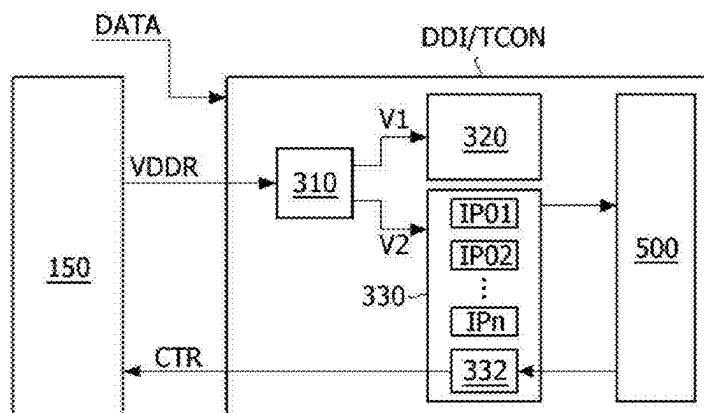 DATA
DDI/TCON
V1
320
VDDR
310
IP01
V2
IP02
500
150
330
IPn
CTR
332